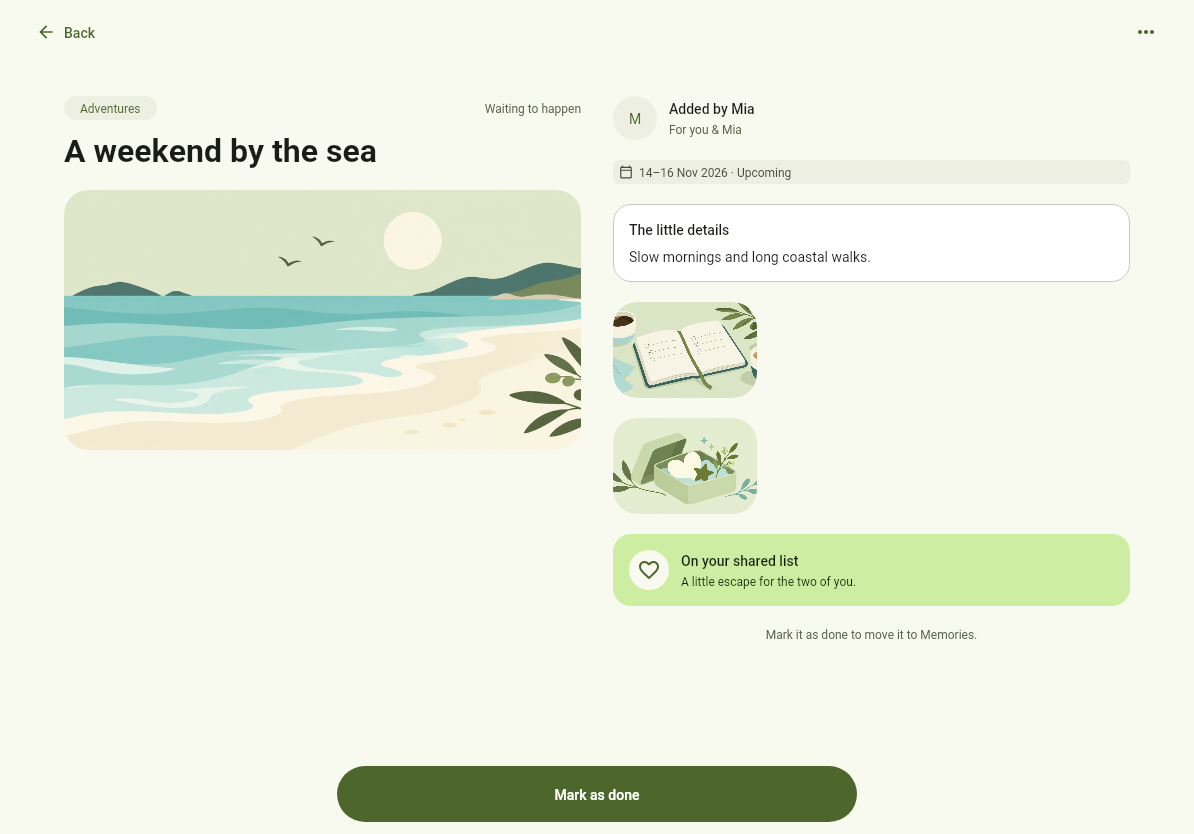 Back
Adventures
Waiting to happen
A weekend by the sea
M
Added by Mia
For you & Mia
14–16 Nov 2026 · Upcoming
The little details
Slow mornings and long coastal walks.
On your shared list
A little escape for the two of you.
Mark it as done to move it to Memories.
Mark as done